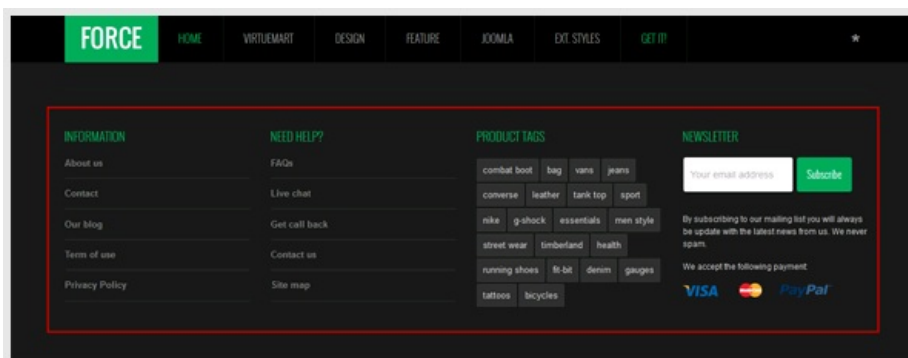 FORCE HOME VIRTUEMART DESIGN FEATURE JOOMLA EXT. STYLES GET IT!
INFORMATION
About us
Contact
Our blog
Term of use
Privacy Policy
NEED HELP?
FAQs
Live chat
Get call back
Contact us
Site map
PRODUCT TAGS
combat boot bag vans jeans
converse leather tank top sport
nike g-shock essentials men style
street wear timberland health
running shoes fit-bit denim gauges
tattoos bicycles
NEWSLETTER
Your email address Subscribe
By subscribing to our mailing list you will always
be update with the latest news from us. We never
spam.
We accept the following payment:
VISA MasterCard PayPal